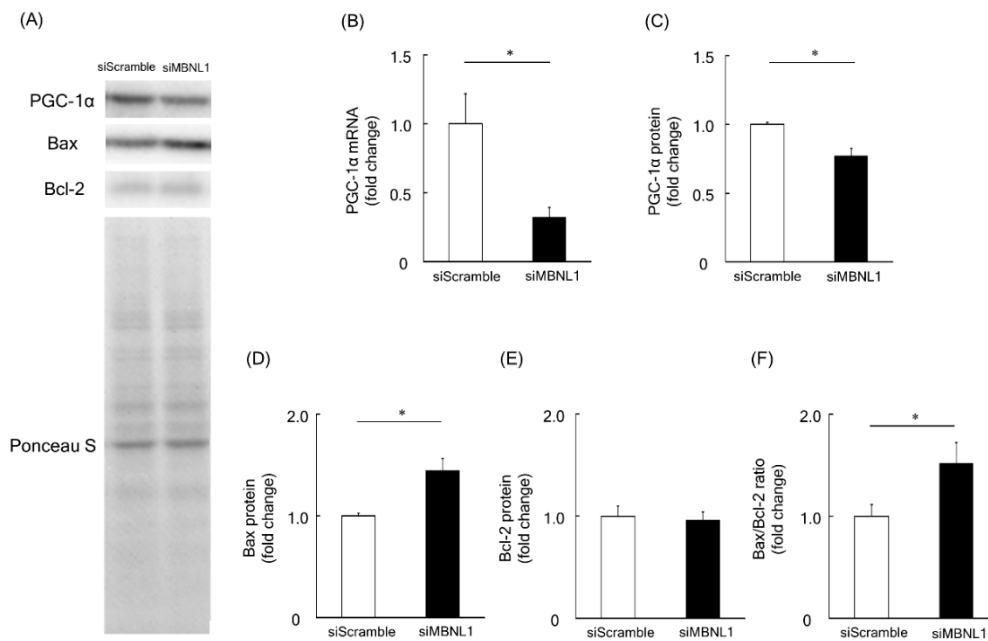 (A)
siScramble siMBNL1
PGC-1α
Bax
Bcl-2
Ponceau S
(B)
PGC-1α mRNA
(fold change)
1.5
1.0
0.5
0
*
siScramble siMBNL1
(C)
PGC-1α protein
(fold change)
1.5
1.0
0.5
0
*
siScramble siMBNL1
(D)
Bax protein
(fold change)
2.0
1.0
0
*
siScramble siMBNL1
(E)
Bcl-2 protein
(fold change)
2.0
1.0
0
siScramble siMBNL1
(F)
Bax/Bcl-2 ratio
(fold change)
2.0
1.0
0
*
siScramble siMBNL1